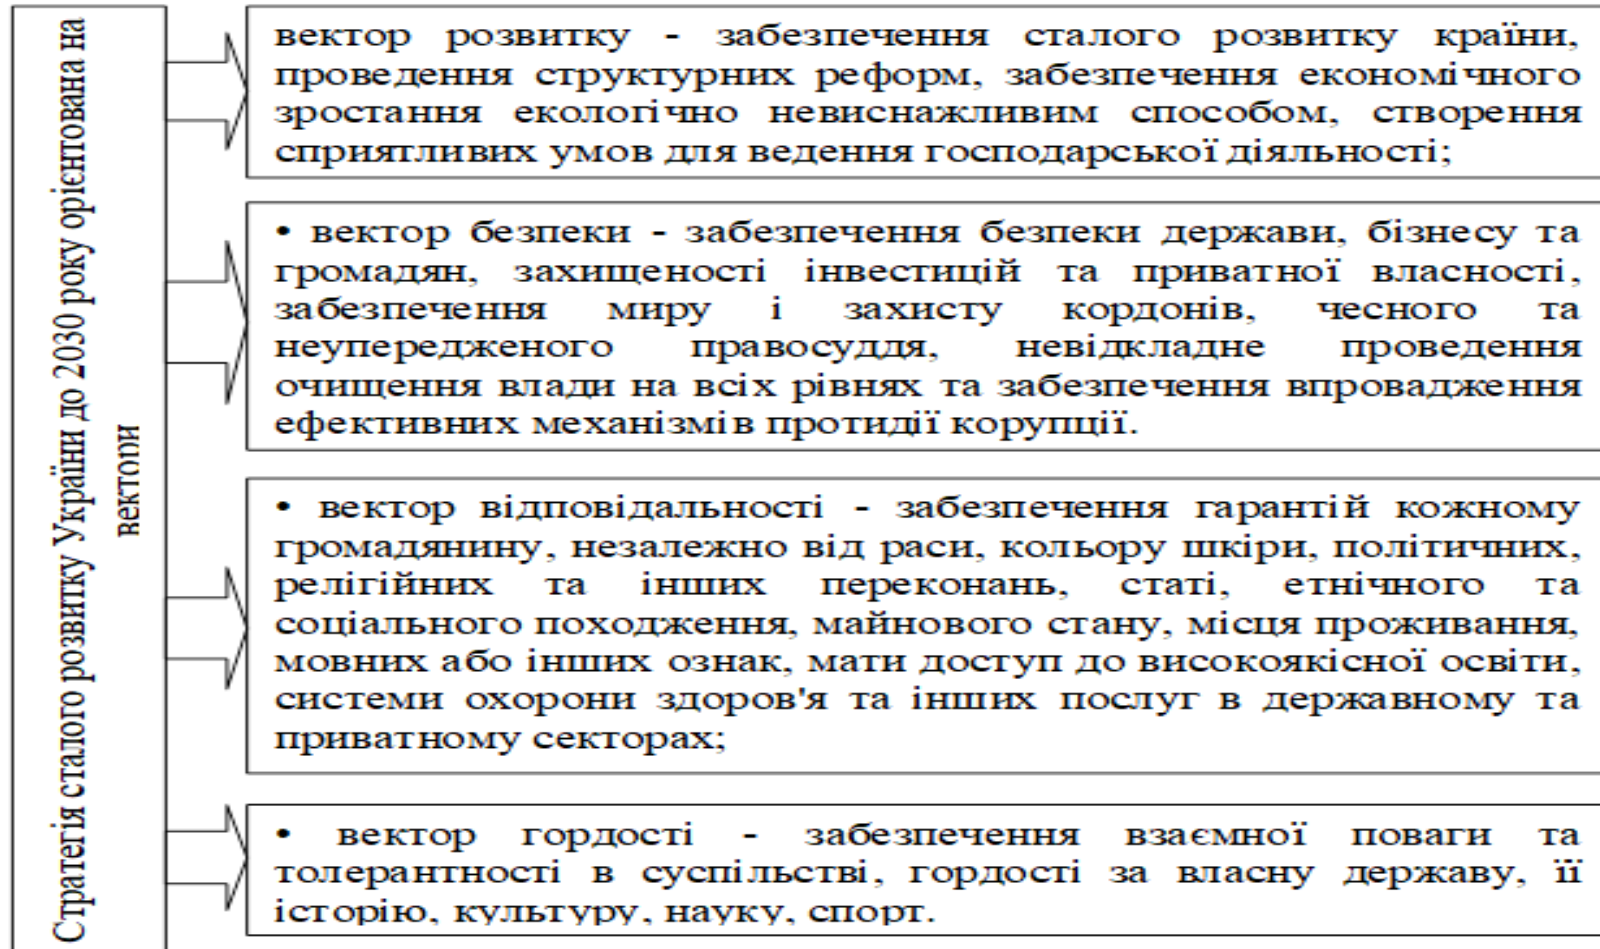 Стратегія сталого розвитку України до 2030 року орієнтована на
вектори
вектор розвитку - забезпечення сталого розвитку країни,
проведення структурних реформ, забезпечення економічного
зростання екологічно невиснажливим способом, створення
сприятливих умов для ведення господарської діяльності;
• вектор безпеки - забезпечення безпеки держави, бізнесу та
громадян, захищеності інвестицій та приватної власності,
забезпечення миру і захисту кордонів, чесного та
неупередженого правосуддя, невідкладне проведення
очищення влади на всіх рівнях та забезпечення впровадження
ефективних механізмів протидії корупції.
• вектор відповідальності - забезпечення гарантій кожному
громадянину, незалежно від раси, кольору шкіри, політичних,
релігійних та інших переконань, статі, етнічного та
соціального походження, майнового стану, місця проживання,
мовних або інших ознак, мати доступ до високоякісної освіти,
системи охорони здоров'я та інших послуг в державному та
приватному секторах;
• вектор гордості - забезпечення взаємної поваги та
толерантності в суспільстві, гордості за власну державу, її
історію, культуру, науку, спорт.